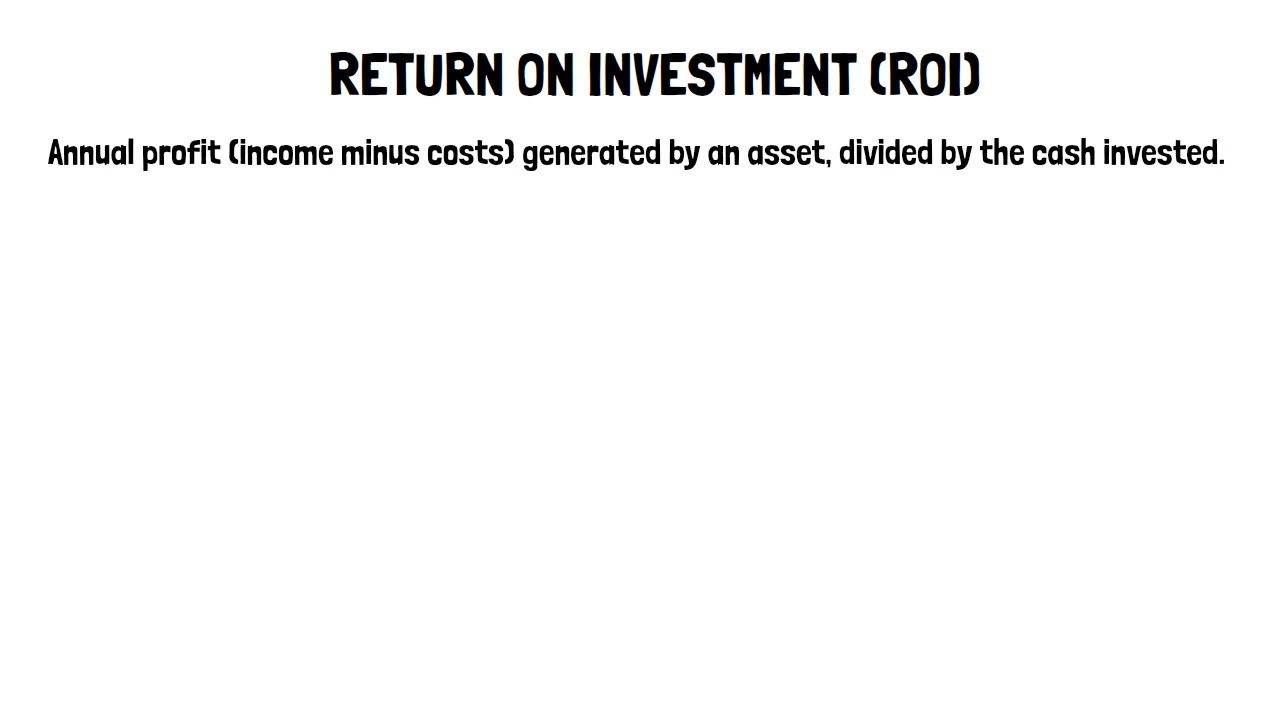 RETURN ON INVESTMENT (ROI)
Annual profit (income minus costs) generated by an asset, divided by the cash invested.